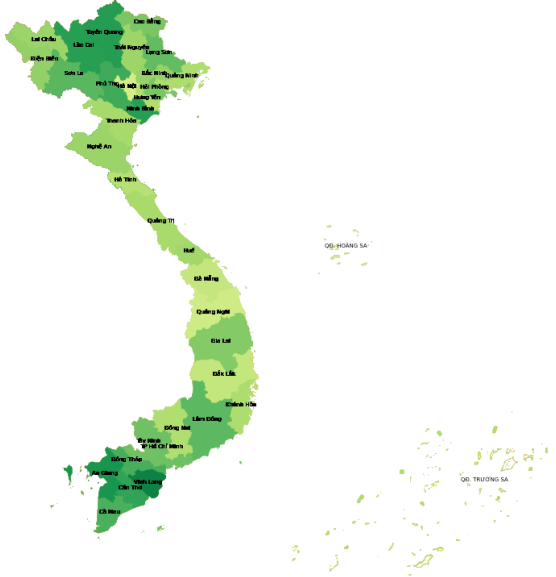 Cao Bằng
Tuyên Quang
Lai Châu
Lào Cai
Thái Nguyên
Lạng Sơn
Điện Biên
Sơn La
Bắc Ninh
Quảng Ninh
Phú Thọ
Hà Nội
Hải Phòng
Hưng Yên
Ninh Bình
Thanh Hóa
Nghệ An
Hà Tĩnh
Quảng Trị
Huế
QĐ. HOÀNG SA
Đà Nẵng
Quảng Ngãi
Gia Lai
Đắk Lắk
Khánh Hòa
Lâm Đồng
Đồng Nai
Tây Ninh
TP Hồ Chí Minh
Đồng Tháp
An Giang
Vĩnh Long
Cần Thơ
QĐ. TRƯỜNG SA
Cà Mau